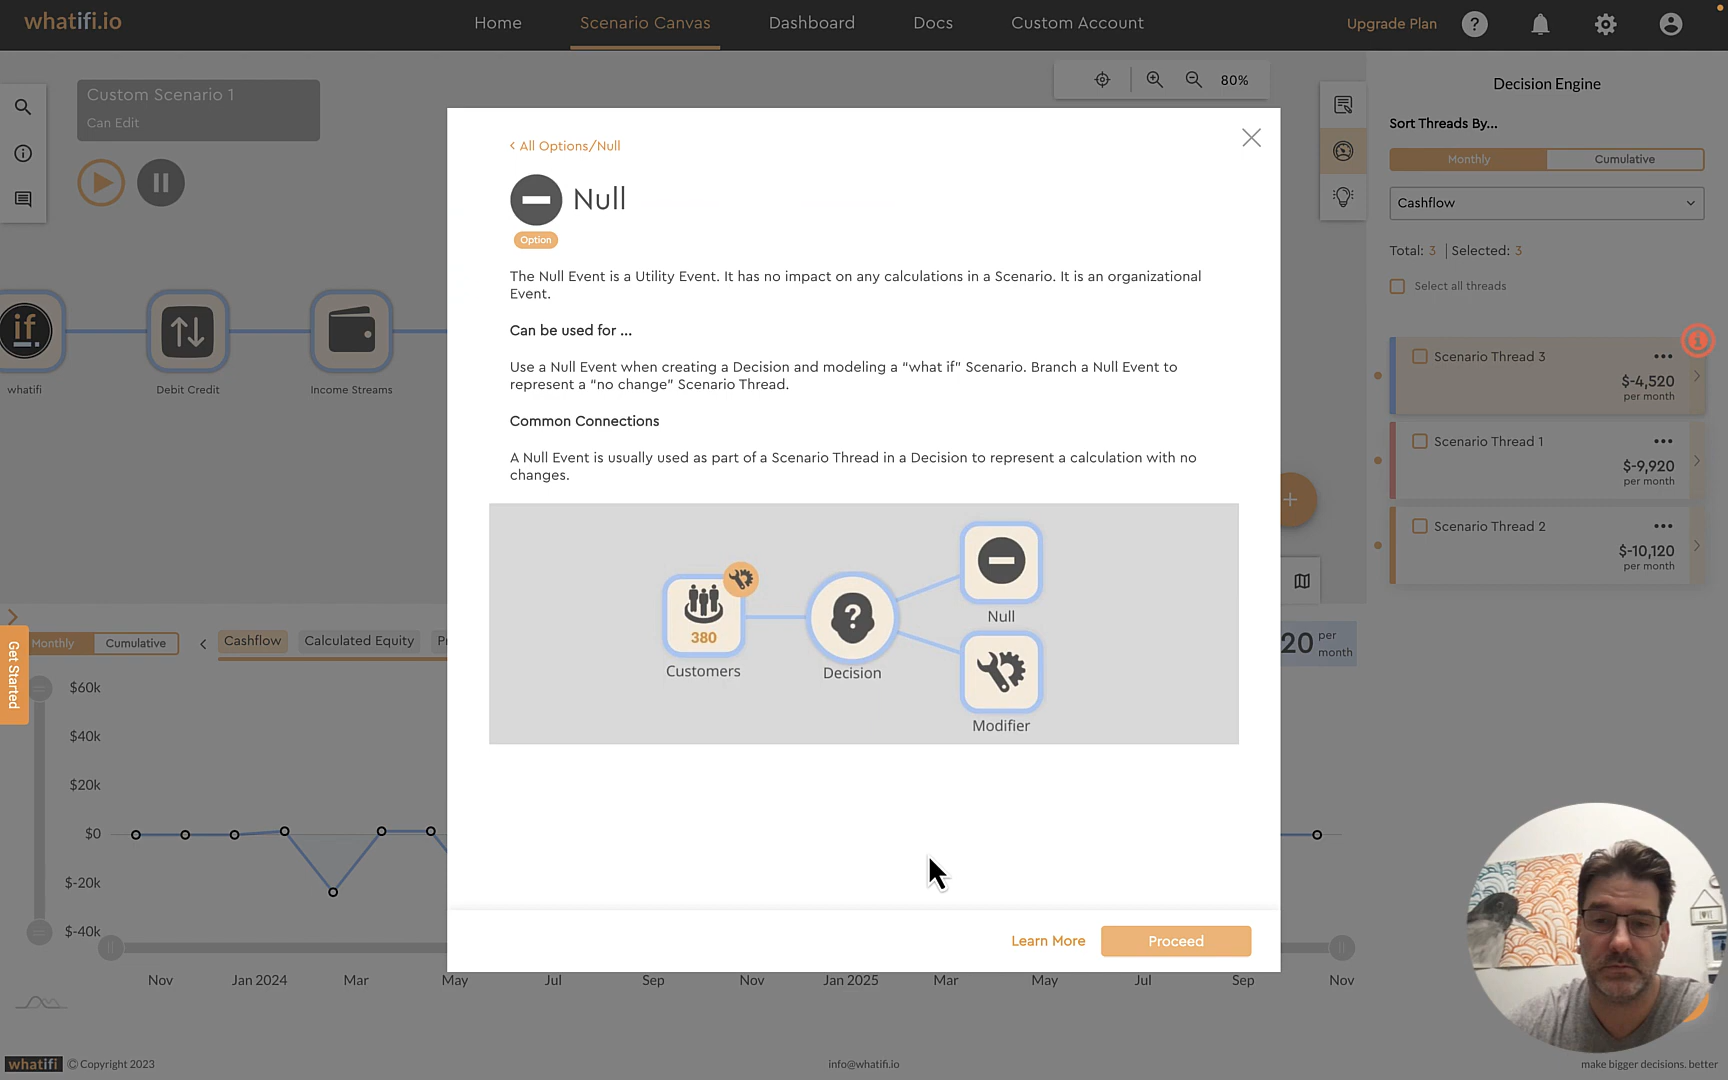 whatifi.io
Home
Scenario Canvas
Dashboard
Docs
Custom Account
Upgrade Plan
?
Custom Scenario 1
Can Edit
80%
if
whatifi
Debit Credit
Income Streams
< All Options/Null
Null
Option
The Null Event is a Utility Event. It has no impact on any calculations in a Scenario. It is an organizational
Event.
Can be used for ...
Use a Null Event when creating a Decision and modeling a “what if” Scenario. Branch a Null Event to
represent a “no change” Scenario Thread.
Common Connections
A Null Event is usually used as part of a Scenario Thread in a Decision to represent a calculation with no
changes.
380
Customers
?
Decision
Null
Modifier
Learn More
Proceed
Decision Engine
Sort Threads By...
Monthly
Cumulative
Cashflow
Total: 3 | Selected: 3
Select all threads
Scenario Thread 3
$-4,520
per month
Scenario Thread 1
$-9,920
per month
Scenario Thread 2
$-10,120
per month
Get Started
Monthly
Cumulative
Cashflow
Calculated Equity
20 per
month
$60k
$40k
$20k
$0
$-20k
$-40k
Nov
Jan 2024
Mar
May
Jul
Sep
Nov
Jan 2025
Mar
May
Jul
Sep
Nov
whatifi © Copyright 2023
info@whatifi.io
make bigger decisions. better